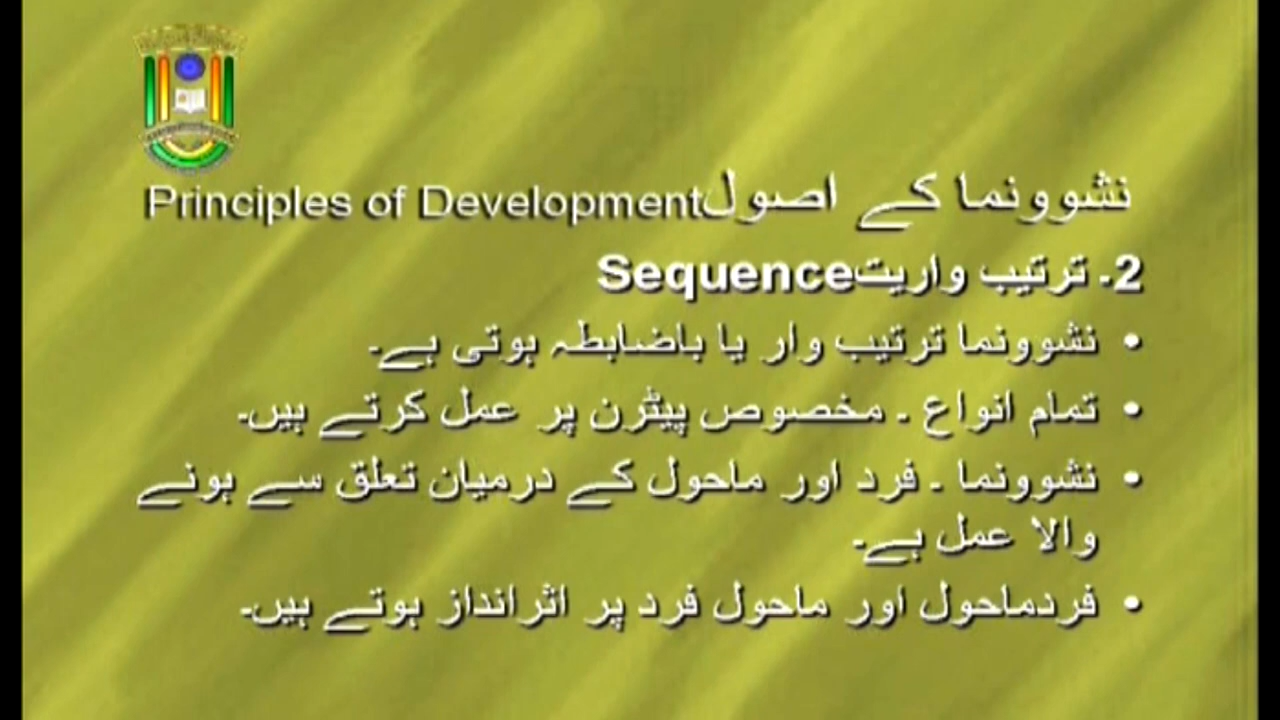 نشوونما کے اصول Principles of Development
2۔ ترتیب واریت Sequence
• نشوونما ترتیب وار یا باضابطہ ہوتی ہے۔
• تمام انواع ۔ مخصوص پیٹرن پر عمل کرتے ہیں۔
• نشوونما ۔ فرد اور ماحول کے درمیان تعلق سے ہونے
والا عمل ہے۔
• فردماحول اور ماحول فرد پر اثرانداز ہوتے ہیں۔